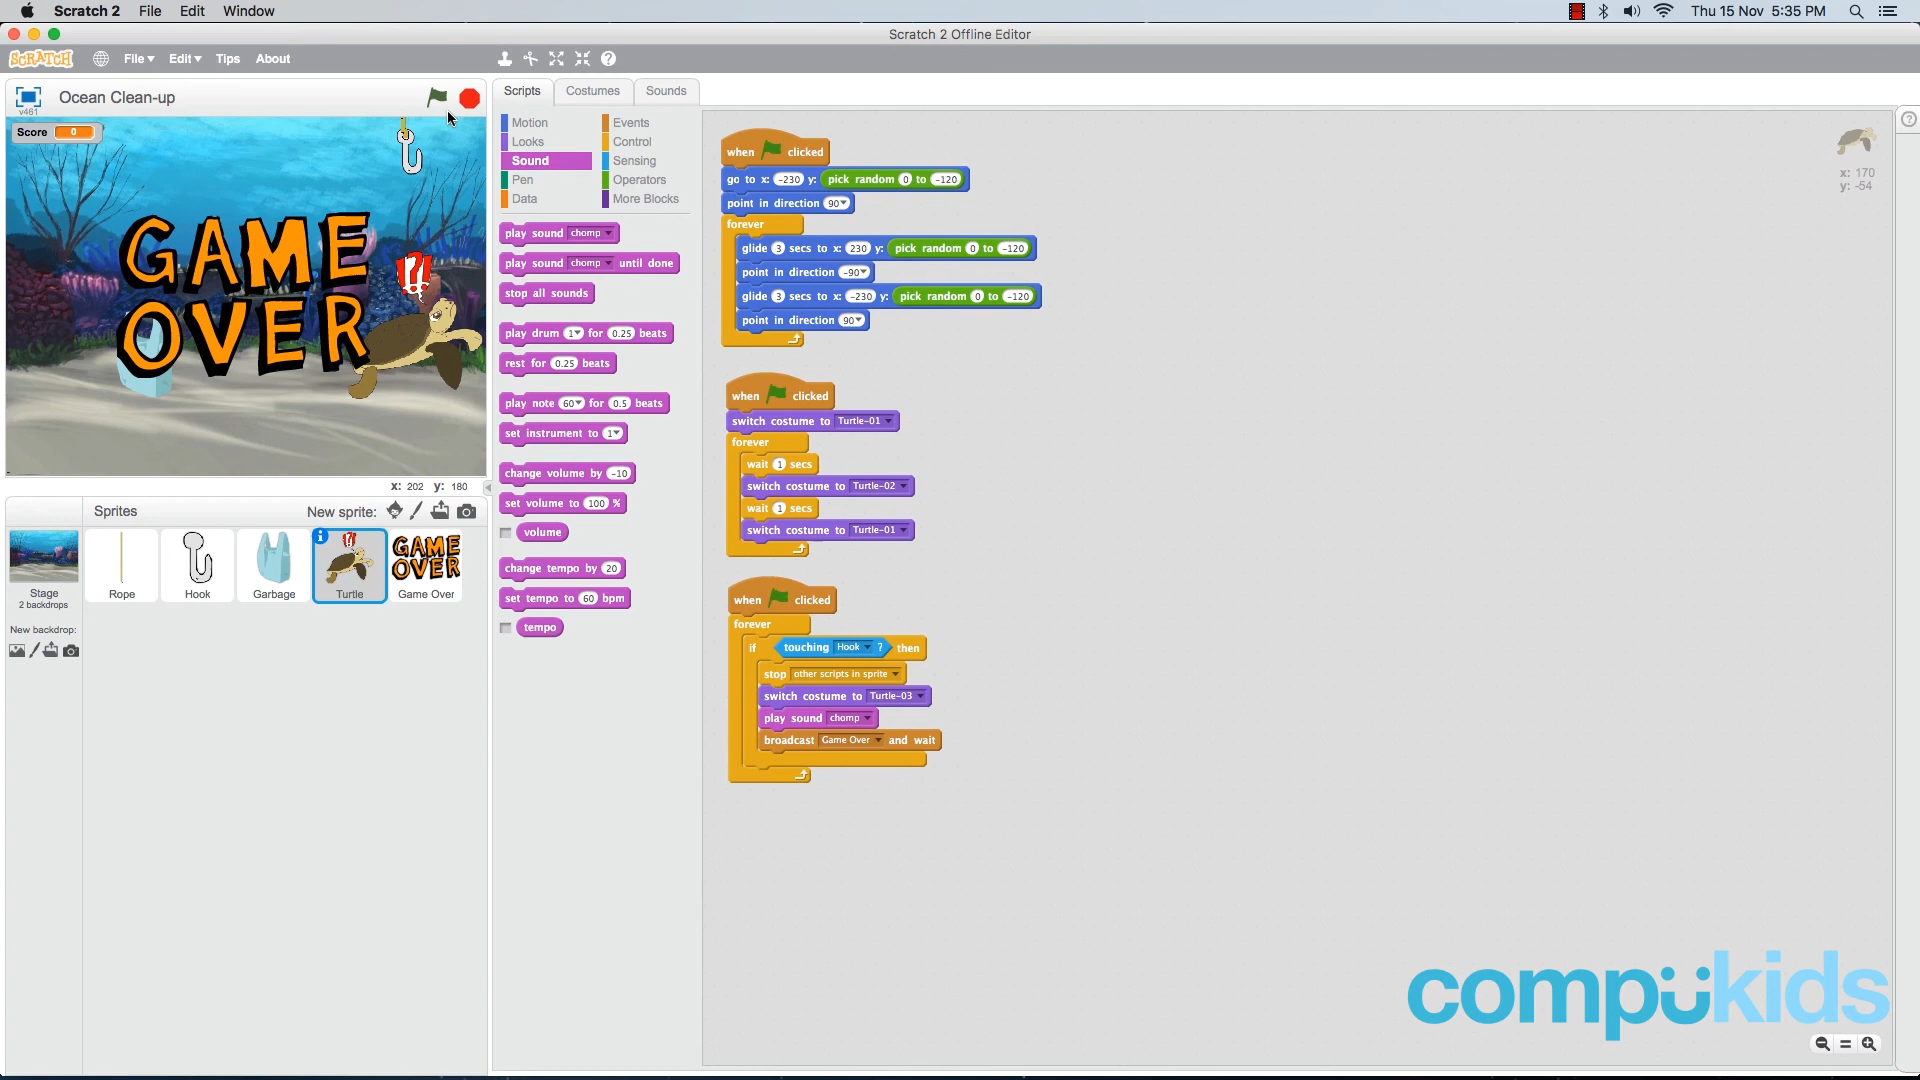 Scratch 2 File Edit Window Thu 15 Nov 5:35 PM
Scratch 2 Offline Editor
SCRATCH File Edit Tips About
v461
Ocean Clean-up
Score 0
GAME
OVER
!?
x: 202 y: 180
Sprites New sprite:
Stage
2 backdrops
New backdrop:
Rope
Hook
Garbage
Turtle
GAME
OVER
Game Over
Scripts Costumes Sounds
Motion Events
Looks Control
Sound Sensing
Pen Operators
Data More Blocks
play sound chomp
play sound chomp until done
stop all sounds
play drum 1 for 0.25 beats
rest for 0.25 beats
play note 60 for 0.5 beats
set instrument to 1
change volume by -10
set volume to 100 %
volume
change tempo by 20
set tempo to 60 bpm
tempo
when clicked
go to x: -230 y: pick random 0 to -120
point in direction 90
forever
glide 3 secs to x: 230 y: pick random 0 to -120
point in direction -90
glide 3 secs to x: -230 y: pick random 0 to -120
point in direction 90
when clicked
switch costume to Turtle-01
forever
wait 1 secs
switch costume to Turtle-02
wait 1 secs
switch costume to Turtle-01
when clicked
forever
if touching Hook ? then
stop other scripts in sprite
switch costume to Turtle-03
play sound chomp
broadcast Game Over and wait
x: 170
y: -54
compükids